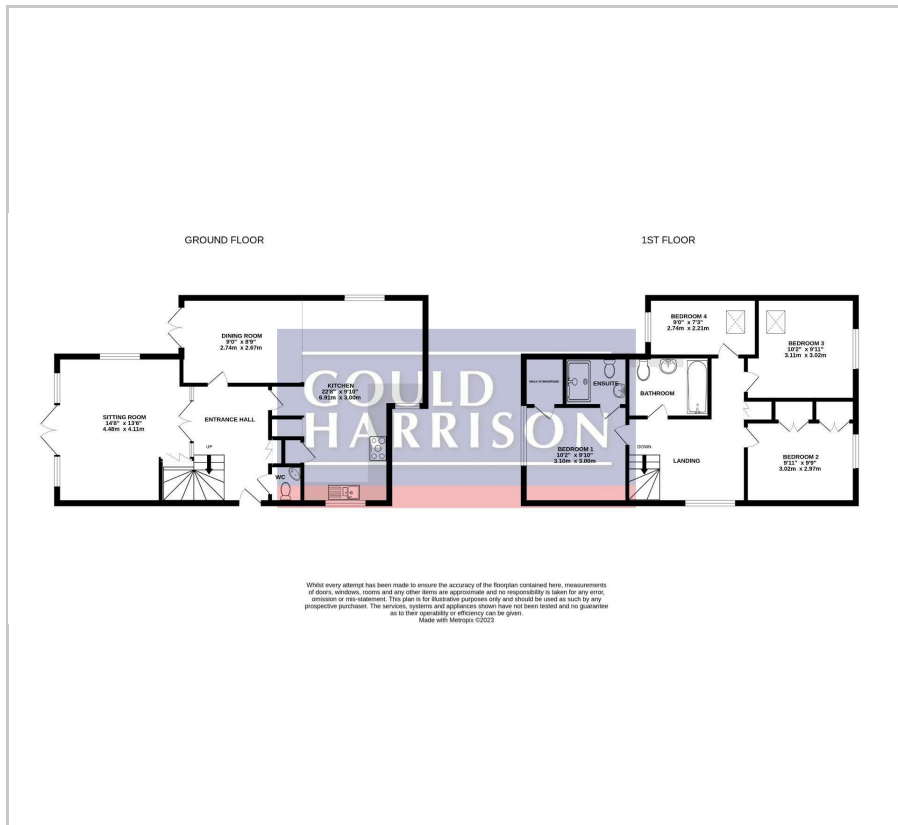 GROUND FLOOR
1ST FLOOR
DINING ROOM
9'0" x 8'9"
2.74m x 2.67m
KITCHEN
22'8" x 9'10"
6.91m x 3.00m
SITTING ROOM
14'8" x 13'6"
4.48m x 4.11m
ENTRANCE HALL
UP
WC
BEDROOM 4
9'0" x 7'3"
2.74m x 2.21m
BEDROOM 3
10'2" x 9'11"
3.11m x 3.02m
WALK IN WARDROBE
ENSUITE
BATHROOM
BEDROOM 1
10'2" x 9'10"
3.10m x 3.00m
DOWN
LANDING
BEDROOM 2
9'11" x 9'9"
3.02m x 2.97m
GOULD
HARRISON
Whilst every attempt has been made to ensure the accuracy of the floorplan contained here, measurements
of doors, windows, rooms and any other items are approximate and no responsibility is taken for any error,
omission or mis-statement. This plan is for illustrative purposes only and should be used as such by any
prospective purchaser. The services, systems and appliances shown have not been tested and no guarantee
as to their operability or efficiency can be given.
Made with Metropix ©2023